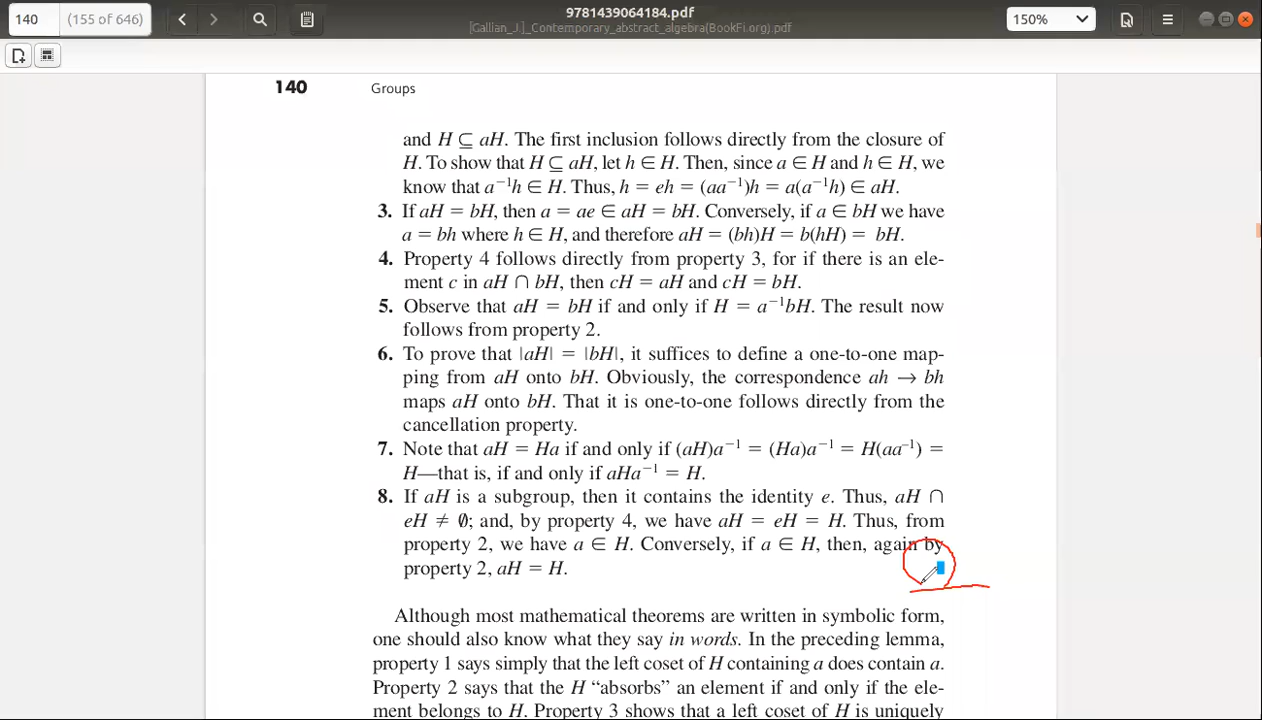 140
(155 of 646)
9781439064184.pdf
[Gallian_J.]_Contemporary_abstract_algebra(BookFi.org).pdf
150%
140 Groups
and H ⊆ aH. The first inclusion follows directly from the closure of
H. To show that H ⊆ aH, let h ∈ H. Then, since a ∈ H and h ∈ H, we
know that a⁻¹h ∈ H. Thus, h = eh = (aa⁻¹)h = a(a⁻¹h) ∈ aH.
3. If aH = bH, then a = ae ∈ aH = bH. Conversely, if a ∈ bH we have
a = bh where h ∈ H, and therefore aH = (bh)H = b(hH) = bH.
4. Property 4 follows directly from property 3, for if there is an ele-
ment c in aH ∩ bH, then cH = aH and cH = bH.
5. Observe that aH = bH if and only if H = a⁻¹bH. The result now
follows from property 2.
6. To prove that |aH| = |bH|, it suffices to define a one-to-one map-
ping from aH onto bH. Obviously, the correspondence ah → bh
maps aH onto bH. That it is one-to-one follows directly from the
cancellation property.
7. Note that aH = Ha if and only if (aH)a⁻¹ = (Ha)a⁻¹ = H(aa⁻¹) =
H—that is, if and only if aHa⁻¹ = H.
8. If aH is a subgroup, then it contains the identity e. Thus, aH ∩
eH ≠ ∅; and, by property 4, we have aH = eH = H. Thus, from
property 2, we have a ∈ H. Conversely, if a ∈ H, then, again by
property 2, aH = H.
Although most mathematical theorems are written in symbolic form,
one should also know what they say in words. In the preceding lemma,
property 1 says simply that the left coset of H containing a does contain a.
Property 2 says that the H “absorbs” an element if and only if the ele-
ment belongs to H. Property 3 shows that a left coset of H is uniquely